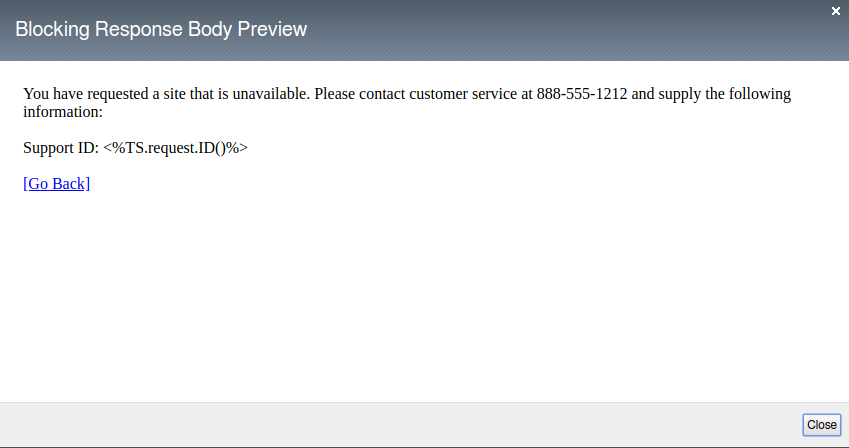 Blocking Response Body Preview
You have requested a site that is unavailable. Please contact customer service at 888-555-1212 and supply the following
information:
Support ID: <%TS.request.ID()%>
[Go Back]
Close